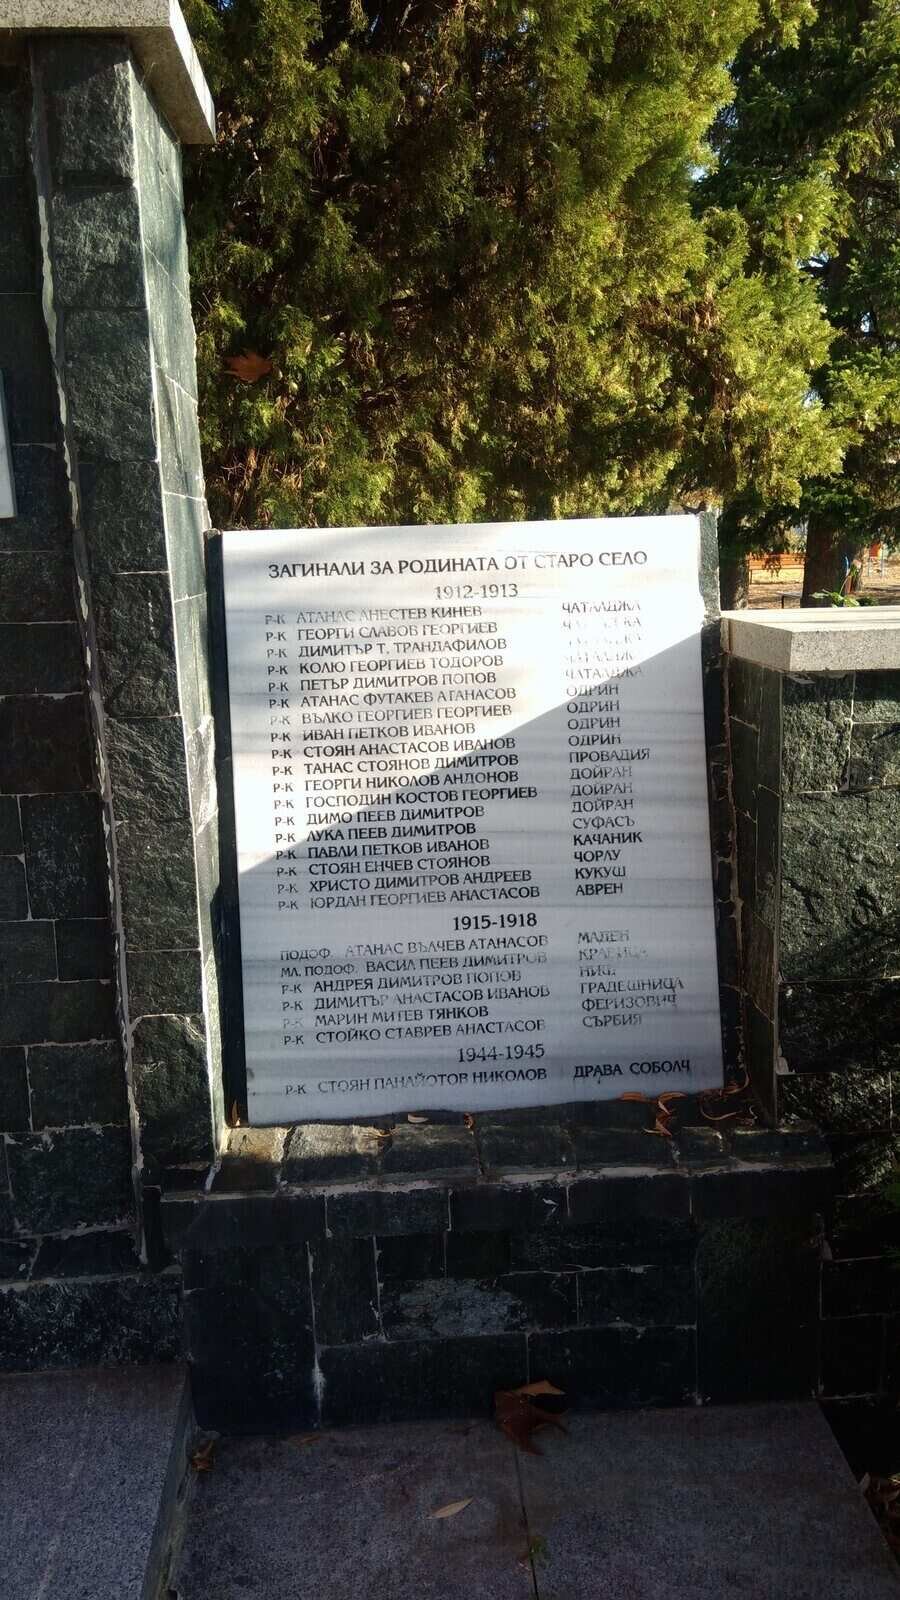 ЗАГИНАЛИ ЗА РОДИНАТА ОТ СТАРО СЕЛО
1912-1913
Р-К АТАНАС АНЕСТЕВ КИНЕВ ЧАТАЛДЖА
Р-К ГЕОРГИ СЛАВОВ ГЕОРГИЕВ
Р-К ДИМИТЪР Т. ТРАНДАФИЛОВ
Р-К КОЛЮ ГЕОРГИЕВ ТОДОРОВ ЧАТАЛДЖА
Р-К ПЕТЪР ДИМИТРОВ ПОПОВ ЧАТАЛДЖА
Р-К АТАНАС ФУТАКЕВ АТАНАСОВ ОДРИН
Р-К ВЪЛКО ГЕОРГИЕВ ГЕОРГИЕВ ОДРИН
Р-К ИВАН ПЕТКОВ ИВАНОВ ОДРИН
Р-К СТОЯН АНАСТАСОВ ИВАНОВ ОДРИН
Р-К ТАНАС СТОЯНОВ ДИМИТРОВ ПРОВАДИЯ
Р-К ГЕОРГИ НИКОЛОВ АНДОНОВ ДОЙРАН
Р-К ГОСПОДИН КОСТОВ ГЕОРГИЕВ ДОЙРАН
Р-К ДИМО ПЕЕВ ДИМИТРОВ ДОЙРАН
Р-К ЛУКА ПЕЕВ ДИМИТРОВ СУФАСЪ
Р-К ПАВЛИ ПЕТКОВ ИВАНОВ КАЧАНИК
Р-К СТОЯН ЕНЧЕВ СТОЯНОВ ЧОРЛУ
Р-К ХРИСТО ДИМИТРОВ АНДРЕЕВ КУКУШ
Р-К ЮРДАН ГЕОРГИЕВ АНАСТАСОВ АВРЕН
1915-1918
ПОДОФ. АТАНАС ВЪЛЧЕВ АТАНАСОВ МЛДЕН
МЛ. ПОДОФ. ВАСИЛ ПЕЕВ ДИМИТРОВ
Р-К АНДРЕЯ ДИМИТРОВ ПОПОВ НИШ
Р-К ДИМИТЪР АНАСТАСОВ ИВАНОВ ГРАДЕШНИЦА
Р-К МАРИН МИТЕВ ТЯНКОВ ФЕРИЗОВИЧ
Р-К СТОЙКО СТАВРЕВ АНАСТАСОВ СЪРБИЯ
1944-1945
Р-К СТОЯН ПАНАЙОТОВ НИКОЛОВ ДРАВА СОБОЛЧ